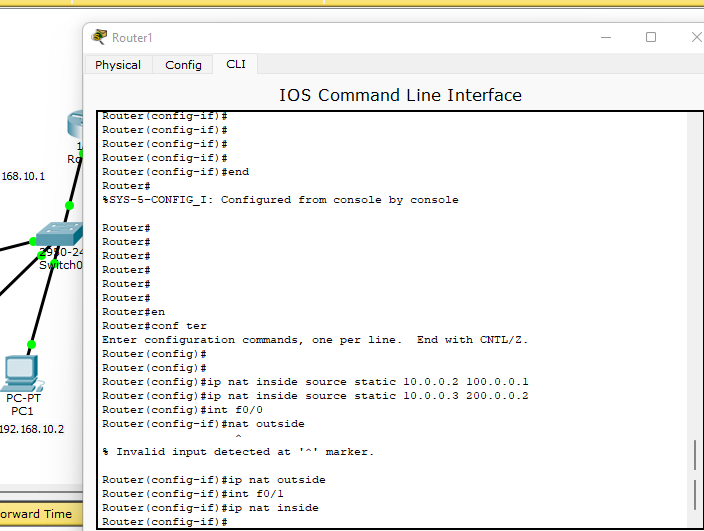 Router1
Physical
Config
CLI
IOS Command Line Interface
Router(config-if)#
Router(config-if)#
Router(config-if)#
Router(config-if)#
Router(config-if)#end
Router#
%SYS-5-CONFIG_I: Configured from console by console
Router#
Router#
Router#
Router#
Router#
Router#
Router#en
Router#conf ter
Enter configuration commands, one per line.  End with CNTL/Z.
Router(config)#
Router(config)#
Router(config)#ip nat inside source static 10.0.0.2 100.0.0.1
Router(config)#ip nat inside source static 10.0.0.3 200.0.0.2
Router(config)#int f0/0
Router(config-if)#nat outside
^
% Invalid input detected at '^' marker.
Router(config-if)#ip nat outside
Router(config-if)#int f0/1
Router(config-if)#ip nat inside
Router(config-if)#
1
Ro
168.10.1
Switch0
PC-PT
PC1
192.168.10.2
orward Time